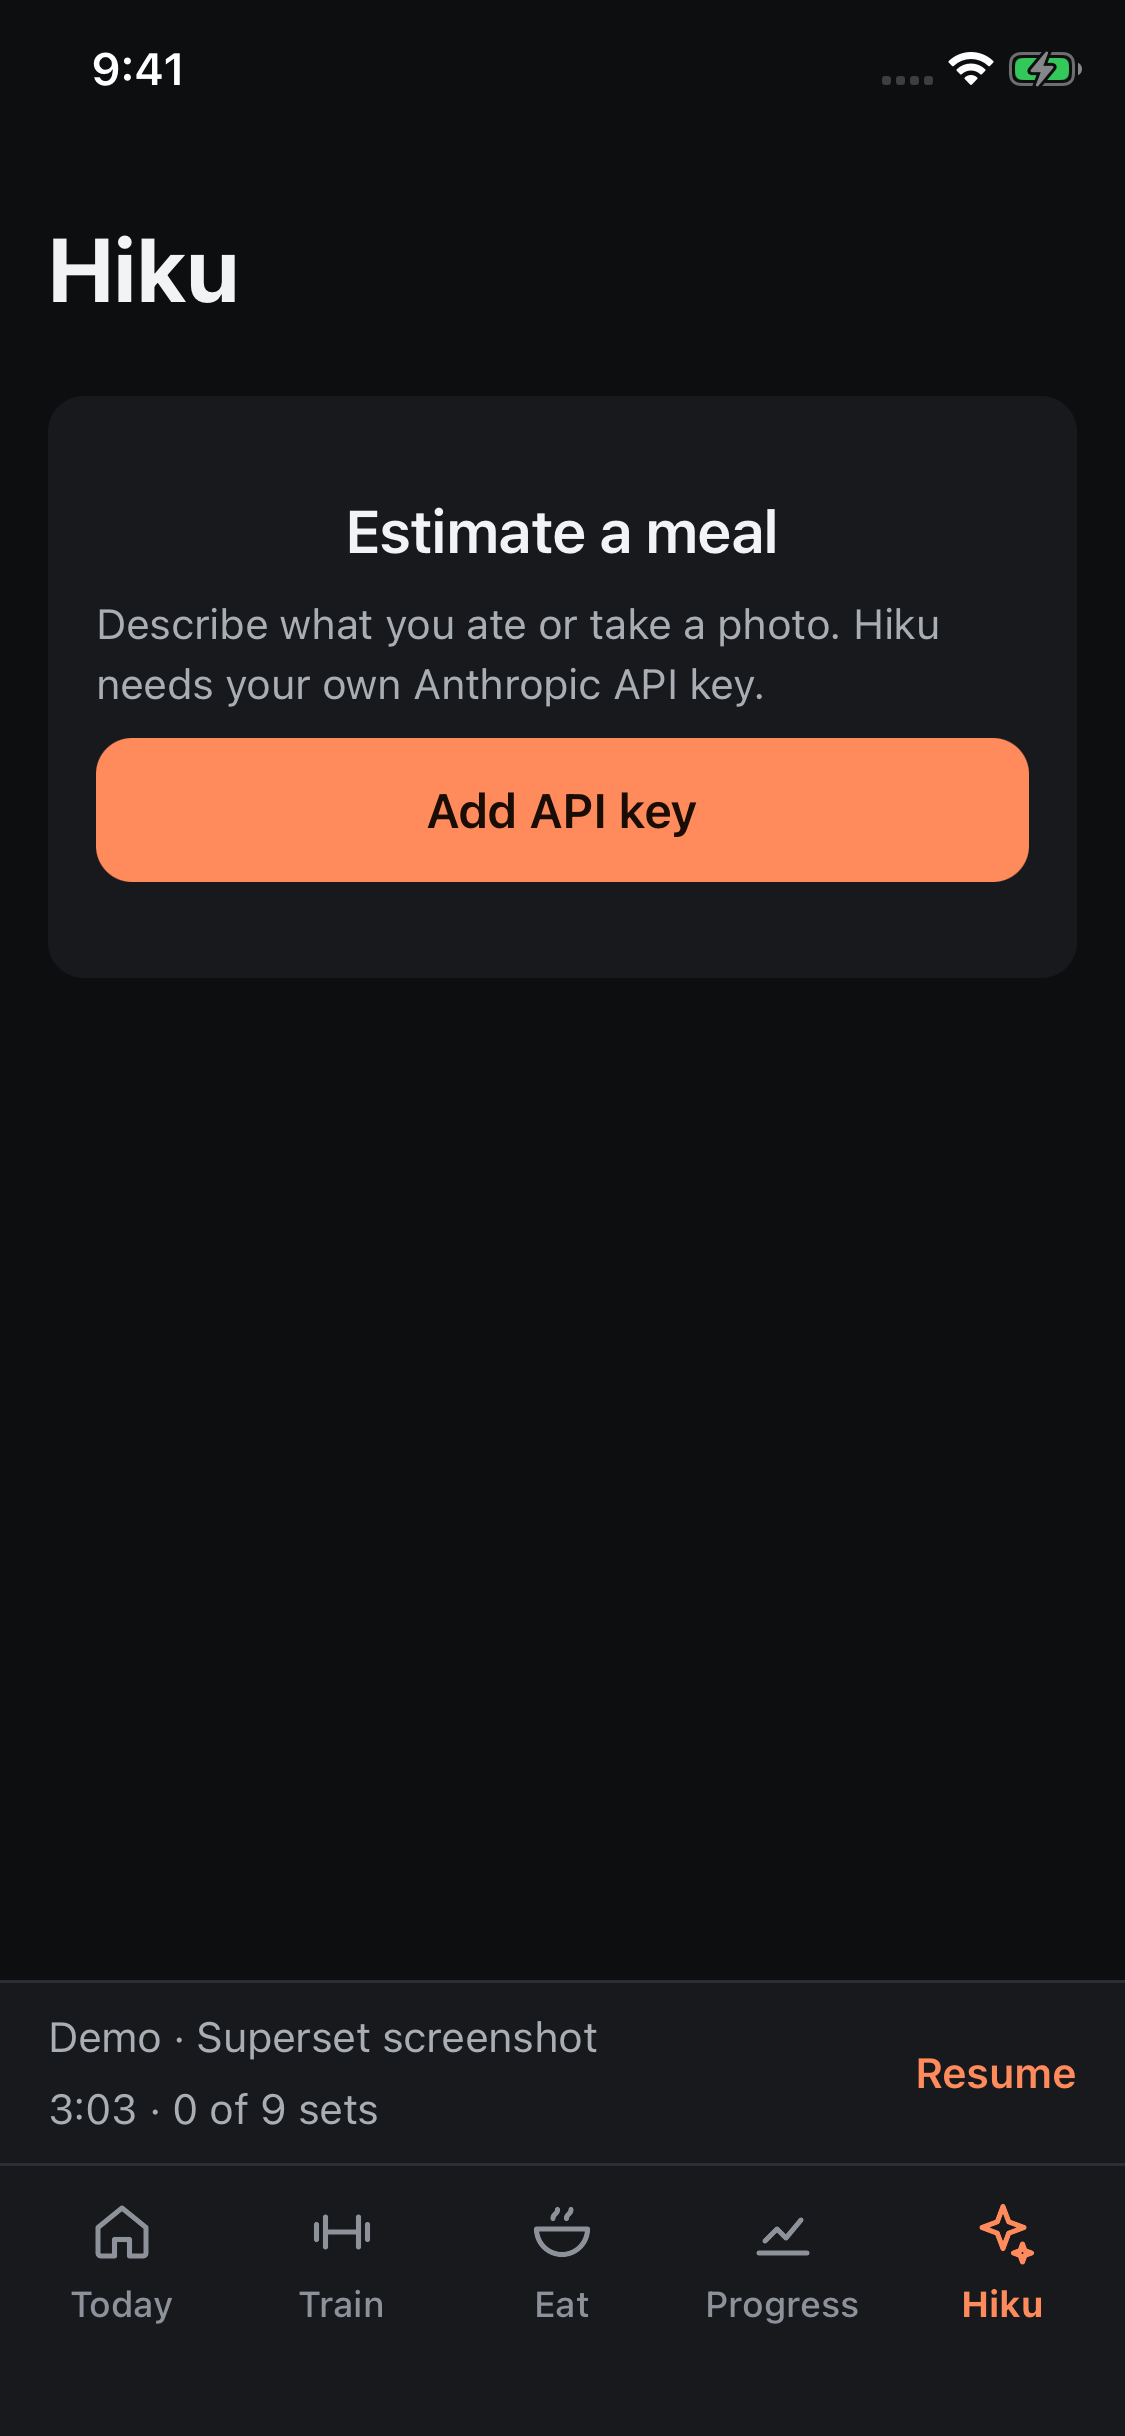 9:41
Hiku
Estimate a meal
Describe what you ate or take a photo. Hiku
needs your own Anthropic API key.
Add API key
Demo · Superset screenshot
3:03 · 0 of 9 sets
Resume
Today
Train
Eat
Progress
Hiku